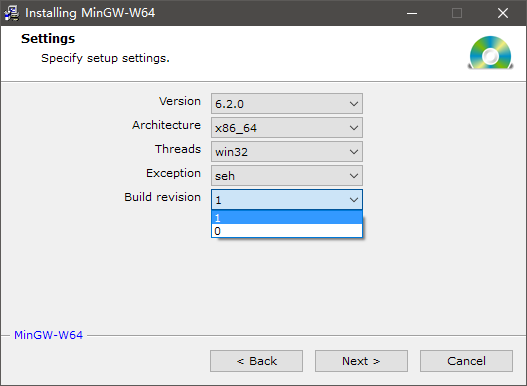 Installing MinGW-W64
Settings
Specify setup settings.
Version 6.2.0
Architecture x86_64
Threads win32
Exception seh
Build revision 1
1
0
MinGW-W64
< Back Next > Cancel